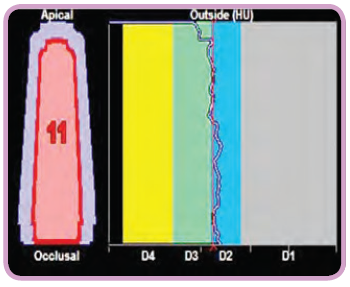 Apical
Outside (HU)
11
Occlusal
D4
D3
D2
D1